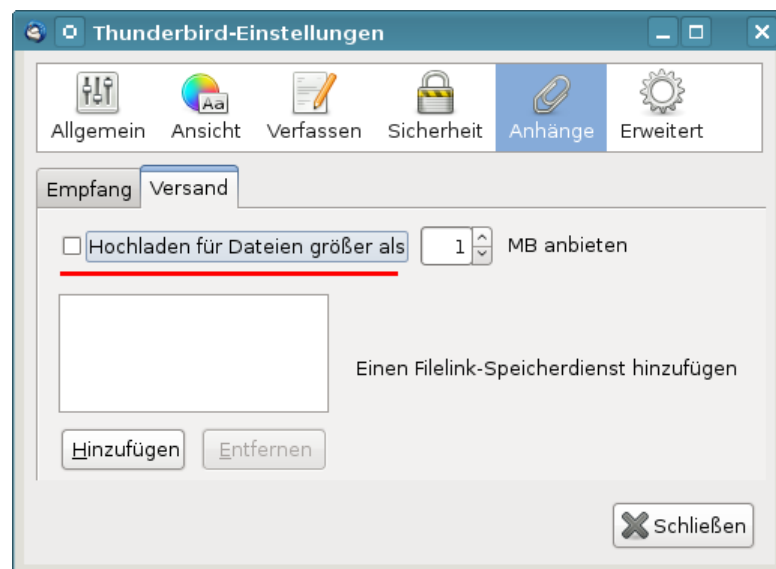 Thunderbird-Einstellungen
Aa
Allgemein Ansicht Verfassen Sicherheit Anhänge Erweitert
Empfang Versand
Hochladen für Dateien größer als 1 MB anbieten
Einen Filelink-Speicherdienst hinzufügen
Hinzufügen Entfernen
Schließen